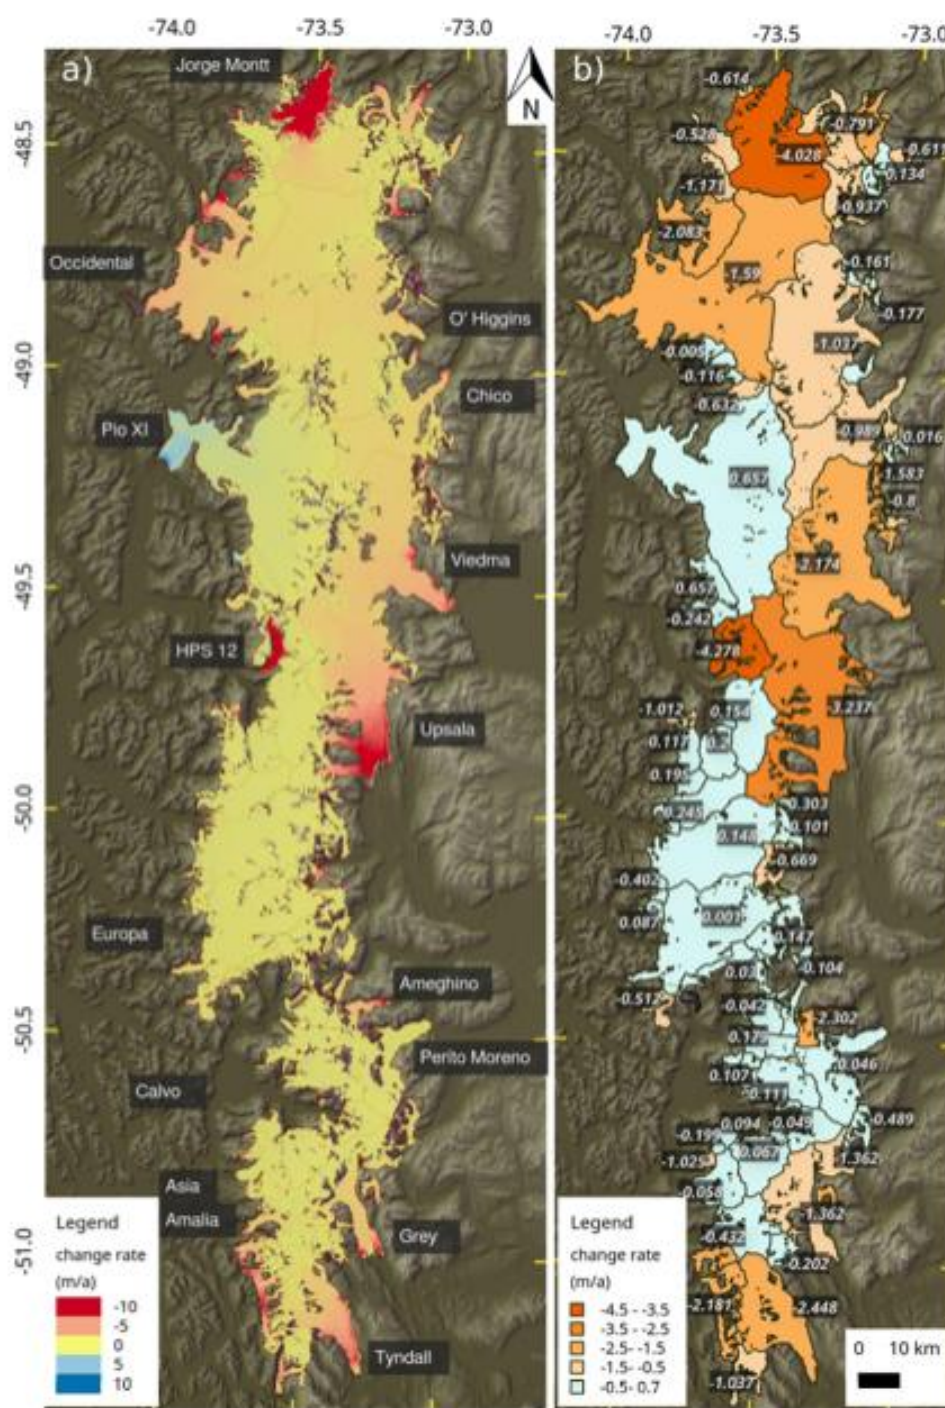 -74.0 -73.5 -73.0 -74.0 -73.5 -73.0
a)
b)
N
-48.5
-49.0
-49.5
-50.0
-50.5
-51.0
Jorge Montt
Occidental
O' Higgins
Chico
Pio XI
Viedma
HPS 12
Upsala
Europa
Ameghino
Perito Moreno
Calvo
Asia
Amalia
Grey
Tyndall
Legend
change rate
(m/a)
-10
-5
0
5
10
-0.614
-0.791
-0.528
-4.028
-0.611
0.134
-1.171
-0.937
-2.083
-0.161
-1.59
-0.177
-1.037
-0.005
-0.116
-0.632
-0.989
-0.016
-1.583
0.657
-0.8
-2.174
0.657
-0.242
-4.278
-3.237
-1.012
0.154
0.117
0.2
0.195
0.303
0.245
0.101
0.148
-0.669
-0.402
0.001
0.087
0.147
-0.104
0.03
-0.512
-0.042
-2.302
0.175
0.046
0.107
-0.111
-0.489
0.094
-0.049
-0.199
0.067
-1.362
-1.025
-0.058
-1.362
-0.432
-0.202
-2.181
-2.448
-1.037
Legend
change rate
(m/a)
-4.5 - -3.5
-3.5 - -2.5
-2.5 - -1.5
-1.5 - -0.5
-0.5 - 0.7
0 10 km